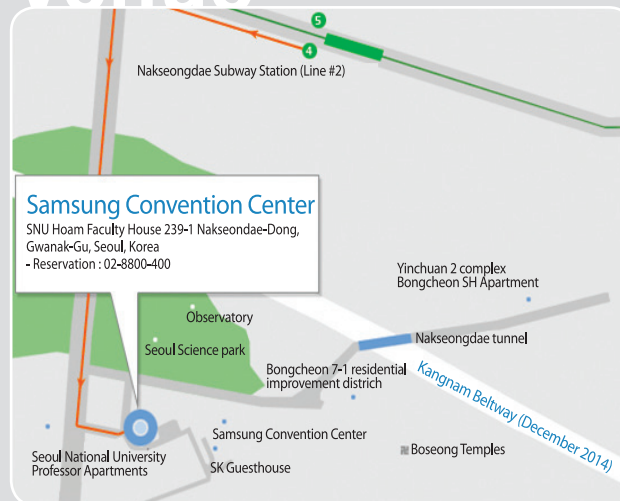 venue
5
4
Nakseongdae Subway Station (Line #2)
Samsung Convention Center
SNU Hoam Faculty House 239-1 Nakseondae-Dong,
Gwanak-Gu, Seoul, Korea
- Reservation : 02-8800-400
Yinchuan 2 complex
Bongcheon SH Apartment
Observatory
Seoul Science park
Nakseongdae tunnel
Bongcheon 7-1 residential
improvement districh
Kangnam Beltway (December 2014)
Samsung Convention Center
Boseong Temples
Seoul National University
Professor Apartments
SK Guesthouse